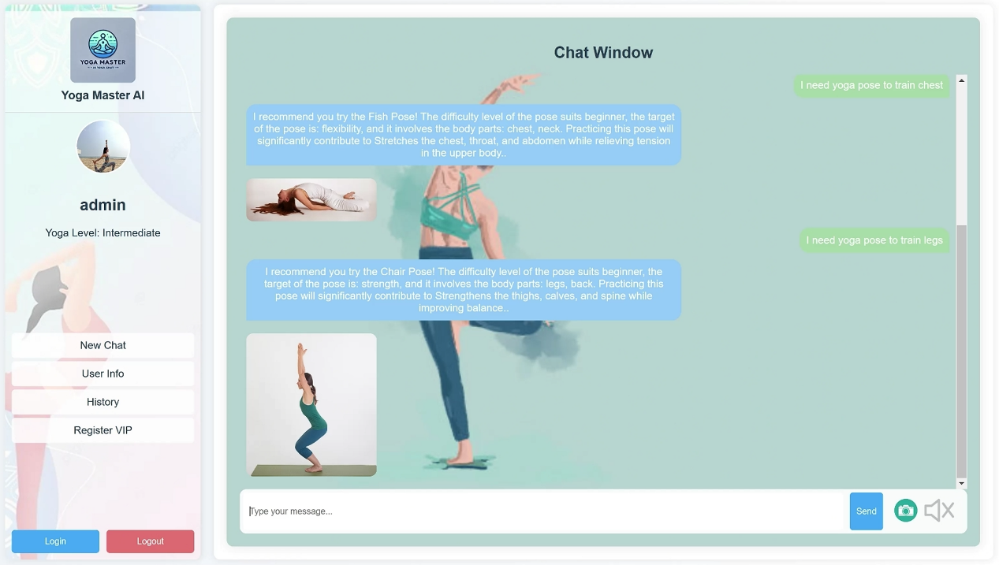 YOGA MASTER
Yoga Master AI
admin
Yoga Level: Intermediate
New Chat
User Info
History
Register VIP
Login
Logout
Chat Window
I need yoga pose to train chest
I recommend you try the Fish Pose! The difficulty level of the pose suits beginner, the target
of the pose is: flexibility, and it involves the body parts: chest, neck. Practicing this pose will
significantly contribute to Stretches the chest, throat, and abdomen while relieving tension
in the upper body..
I need yoga pose to train legs
I recommend you try the Chair Pose! The difficulty level of the pose suits beginner, the
target of the pose is: strength, and it involves the body parts: legs, back. Practicing this
pose will significantly contribute to Strengthens the thighs, calves, and spine while
improving balance..
Type your message...
Send